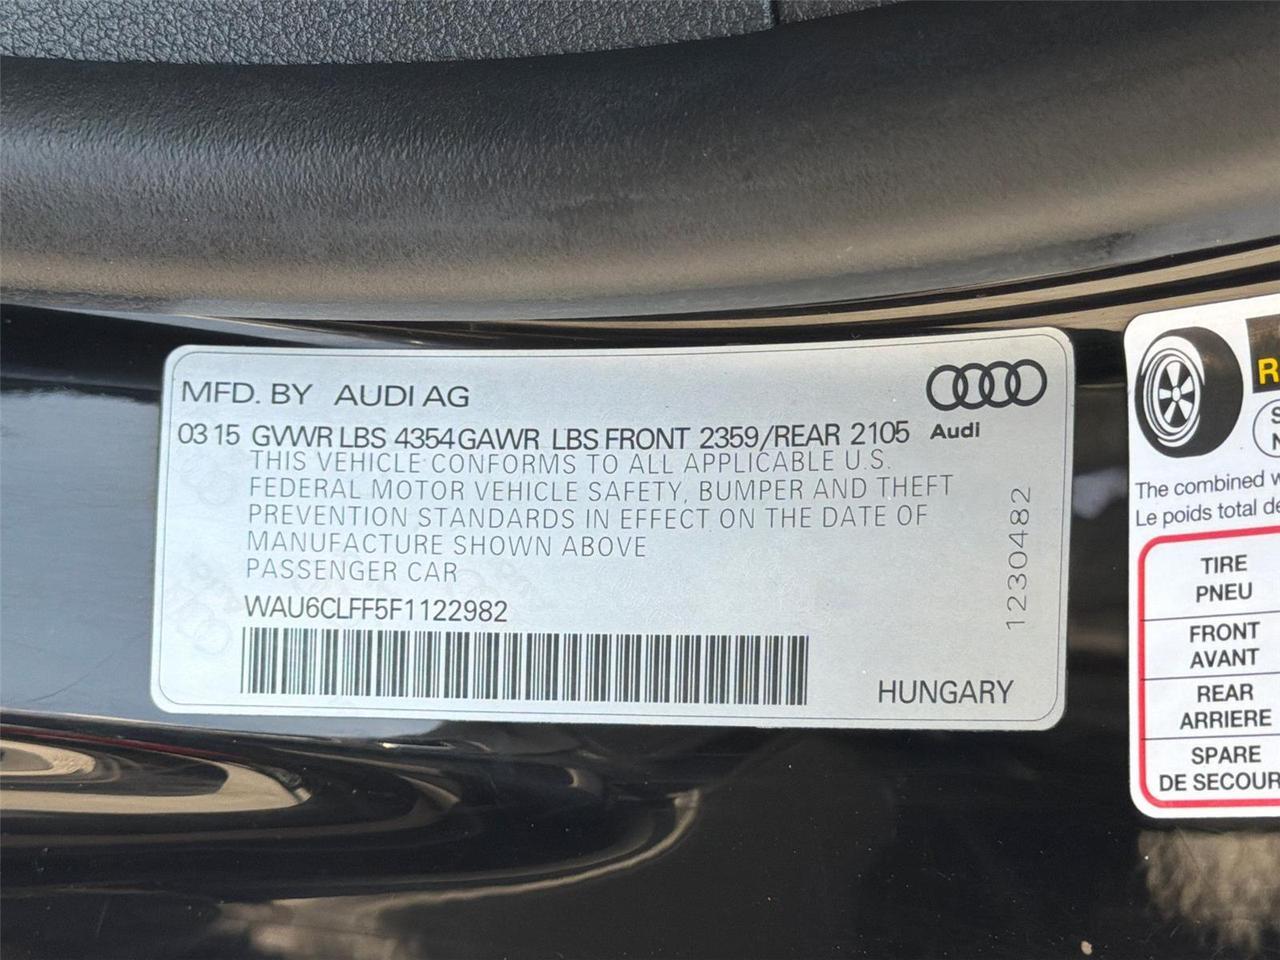 MFD. BY AUDI AG
03 15 GVWR LBS 4354 GAWR LBS FRONT 2359/REAR 2105
Audi
THIS VEHICLE CONFORMS TO ALL APPLICABLE U.S.
FEDERAL MOTOR VEHICLE SAFETY, BUMPER AND THEFT
PREVENTION STANDARDS IN EFFECT ON THE DATE OF
MANUFACTURE SHOWN ABOVE
PASSENGER CAR
WAU6CLFF5F1122982
HUNGARY
1230482
The combined
Le poids total
TIRE
PNEU
FRONT
AVANT
REAR
ARRIERE
SPARE
DE